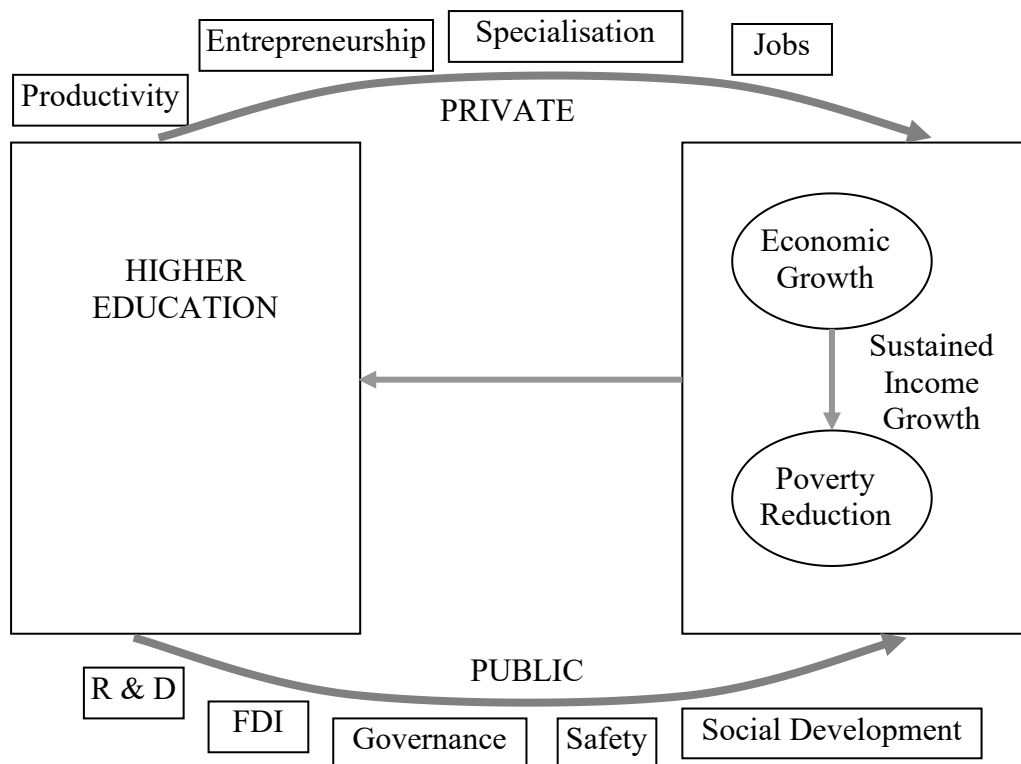 Entrepreneurship
Specialisation
Jobs
Productivity
PRIVATE
HIGHER
EDUCATION
Economic
Growth
Sustained
Income
Growth
Poverty
Reduction
PUBLIC
R & D
FDI
Governance
Safety
Social Development